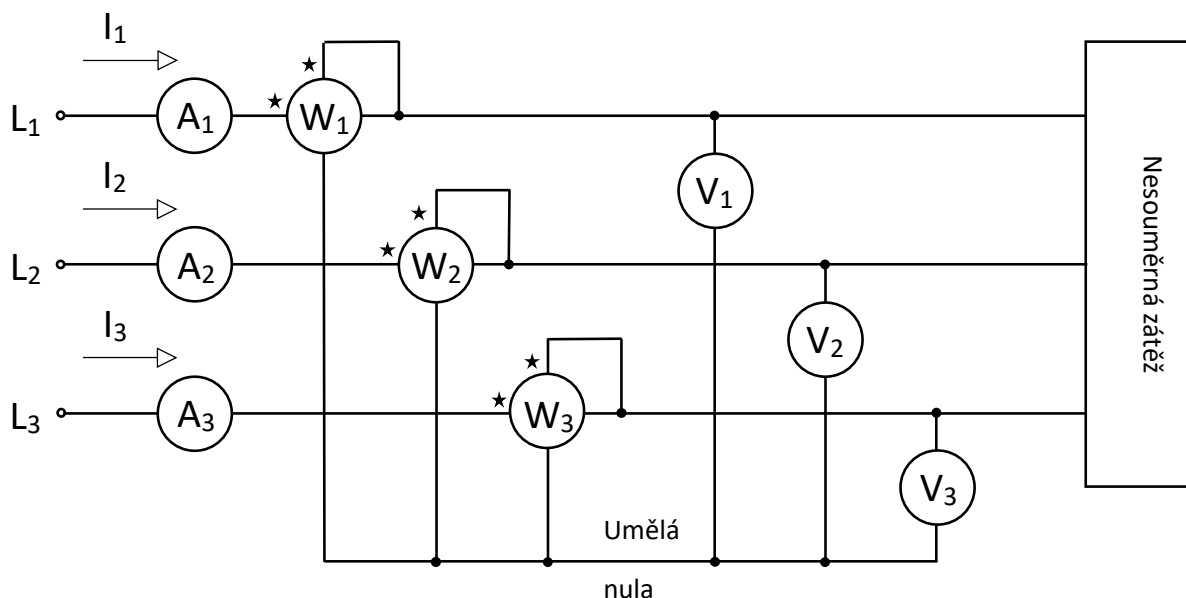 I1
L1 A1 W1
V1
I2
L2 A2 W2
V2
I3
L3 A3 W3
V3
Umělá
nula
Nesouměrná zátěž